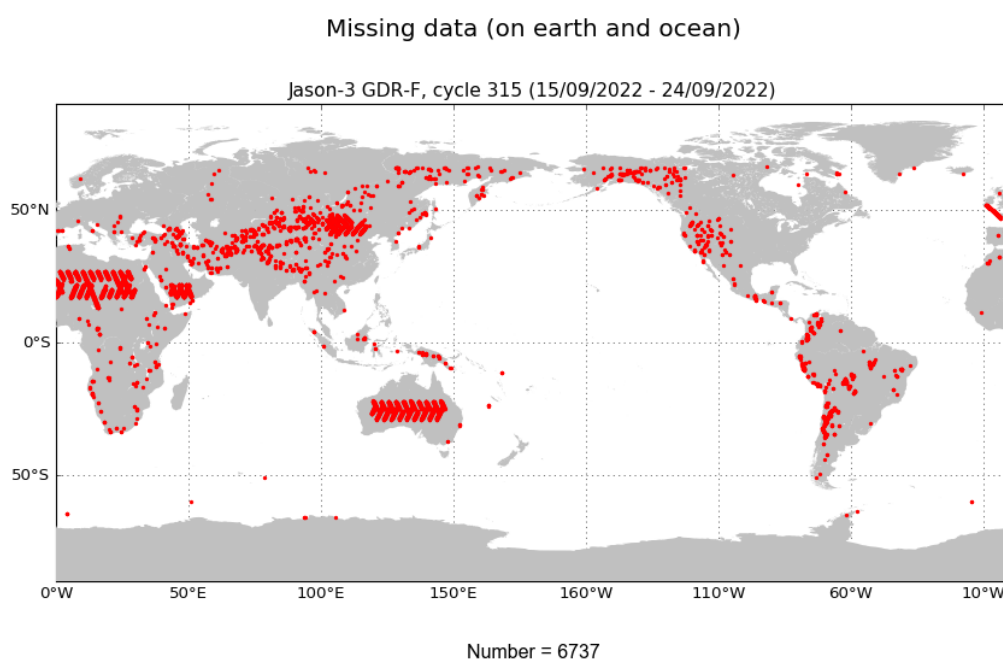 Missing data (on earth and ocean)
Jason-3 GDR-F, cycle 315 (15/09/2022 - 24/09/2022)
50°N
0°S
50°S
0°W 50°E 100°E 150°E 160°W 110°W 60°W 10°W
Number = 6737